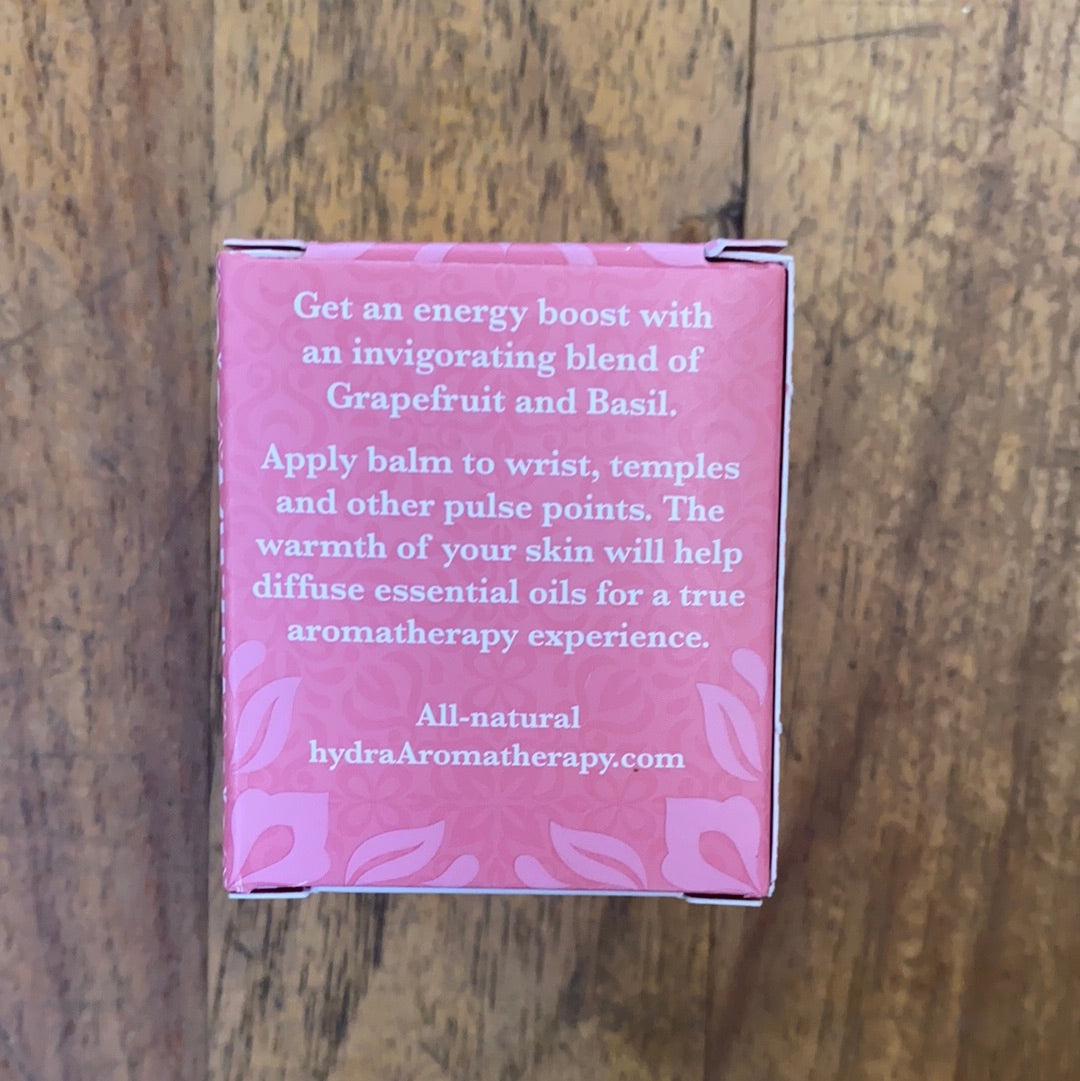 Get an energy boost with
an invigorating blend of
Grapefruit and Basil.
Apply balm to wrist, temples
and other pulse points. The
warmth of your skin will help
diffuse essential oils for a true
aromatherapy experience.
All-natural
hydraAromatherapy.com